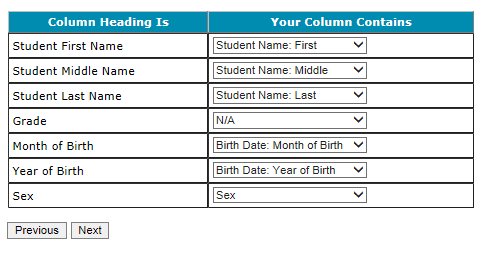 Column Heading Is Your Column Contains
Student First Name Student Name: First
Student Middle Name Student Name: Middle
Student Last Name Student Name: Last
Grade N/A
Month of Birth Birth Date: Month of Birth
Year of Birth Birth Date: Year of Birth
Sex Sex
Previous Next